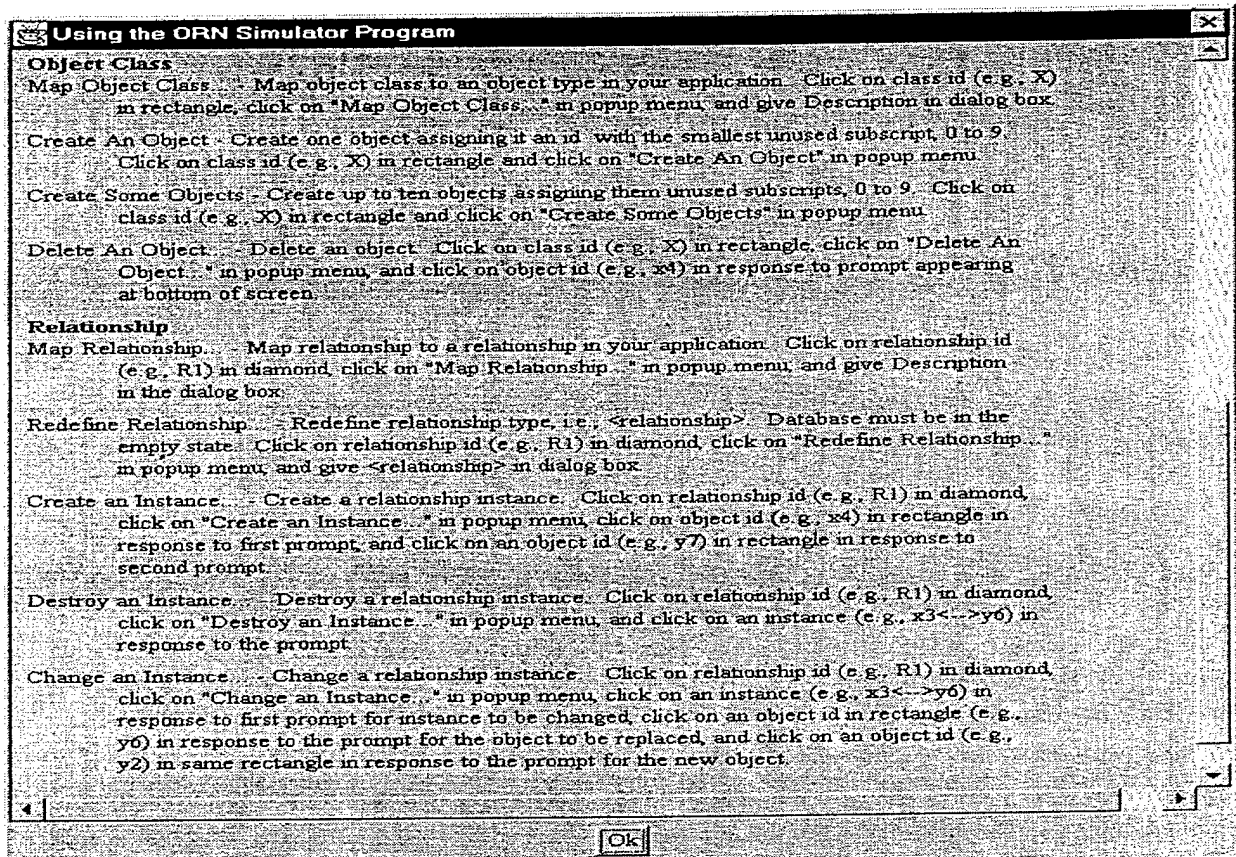 Using the ORN Simulator Program
Object Class
Map Object Class... - Map object class to an object type in your application. Click on class id (e.g., X)
in rectangle, click on "Map Object Class..." in popup menu, and give Description in dialog box.
Create An Object - Create one object assigning it an id with the smallest unused subscript, 0 to 9.
Click on class id (e.g., X) in rectangle and click on "Create An Object" in popup menu.
Create Some Objects - Create up to ten objects assigning them unused subscripts, 0 to 9. Click on
class id (e.g., X) in rectangle and click on "Create Some Objects" in popup menu.
Delete An Object... - Delete an object. Click on class id (e.g., X) in rectangle, click on "Delete An
Object..." in popup menu, and click on object id (e.g., x4) in response to prompt appearing
at bottom of screen.
Relationship
Map Relationship... - Map relationship to a relationship in your application. Click on relationship id
(e.g., R1) in diamond, click on "Map Relationship..." in popup menu, and give Description
in the dialog box.
Redefine Relationship... - Redefine relationship type, i.e., <relationship>. Database must be in the
empty state. Click on relationship id (e.g., R1) in diamond, click on "Redefine Relationship..."
in popup menu, and give <relationship> in dialog box.
Create an Instance... - Create a relationship instance. Click on relationship id (e.g., R1) in diamond,
click on "Create an Instance..." in popup menu, click on object id (e.g., x4) in rectangle in
response to first prompt, and click on an object id (e.g., y7) in rectangle in response to
second prompt.
Destroy an Instance... - Destroy a relationship instance. Click on relationship id (e.g., R1) in diamond,
click on "Destroy an Instance..." in popup menu, and click on an instance (e.g., x3<-->y6) in
response to the prompt.
Change an Instance... - Change a relationship instance. Click on relationship id (e.g., R1) in diamond,
click on "Change an Instance..." in popup menu, click on an instance (e.g., x3<-->y6) in
response to first prompt for instance to be changed, click on an object id in rectangle (e.g.,
y6) in response to the prompt for the object to be replaced, and click on an object id (e.g.,
y2) in same rectangle in response to the prompt for the new object.
Ok